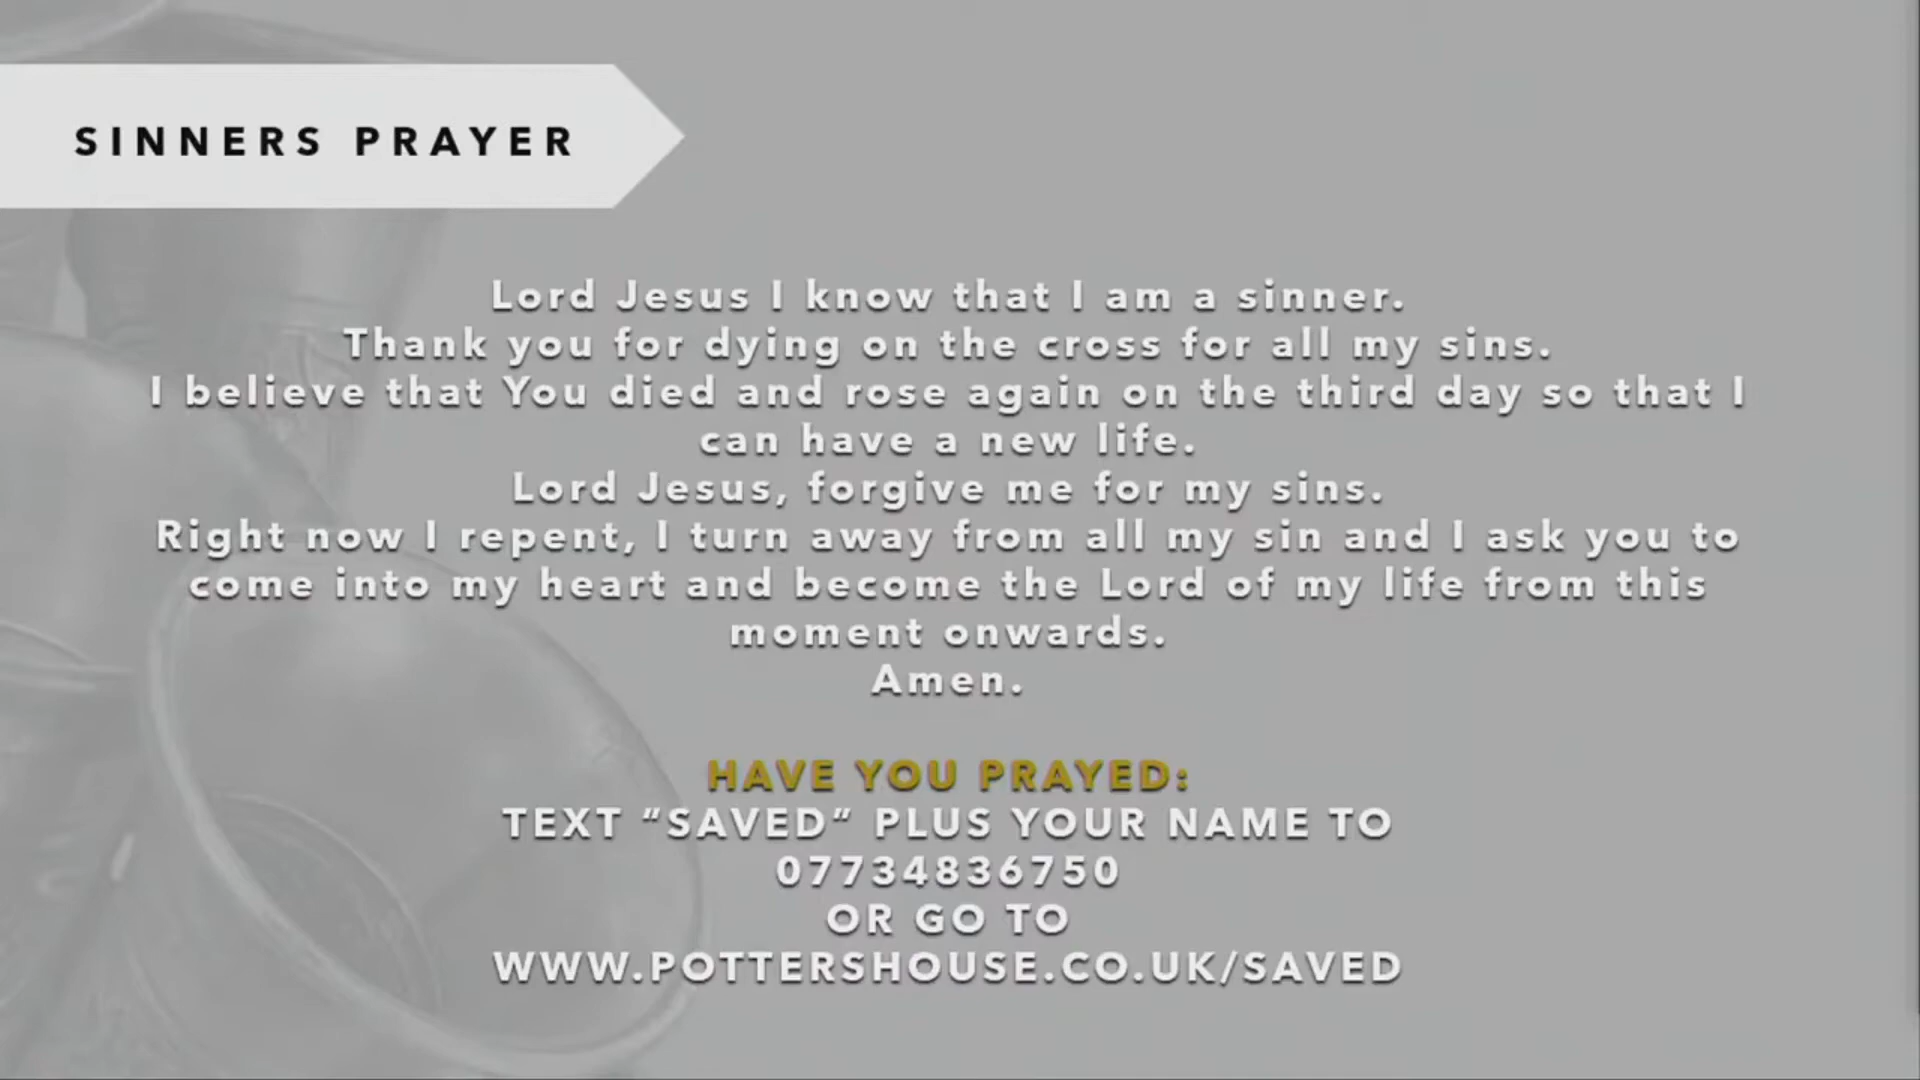 SINNERS PRAYER
Lord Jesus I know that I am a sinner.
Thank you for dying on the cross for all my sins.
I believe that You died and rose again on the third day so that I
can have a new life.
Lord Jesus, forgive me for my sins.
Right now I repent, I turn away from all my sin and I ask you to
come into my heart and become the Lord of my life from this
moment onwards.
Amen.
HAVE YOU PRAYED:
TEXT “SAVED” PLUS YOUR NAME TO
07734836750
OR GO TO
WWW.POTTERSHOUSE.CO.UK/SAVED